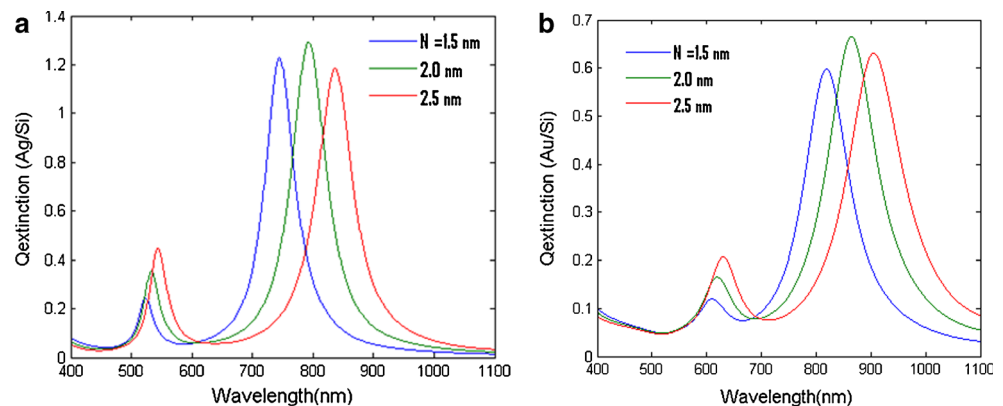 a
Qextinction (Ag/Si)
1.4
1.2
1
0.8
0.6
0.4
0.2
0
N =1.5 nm
2.0 nm
2.5 nm
400 500 600 700 800 900 1000 1100
Wavelength(nm)
b
Qextinction (Au/Si)
0.7
0.6
0.5
0.4
0.3
0.2
0.1
0
N =1.5 nm
2.0 nm
2.5 nm
400 500 600 700 800 900 1000 1100
Wavelength(nm)